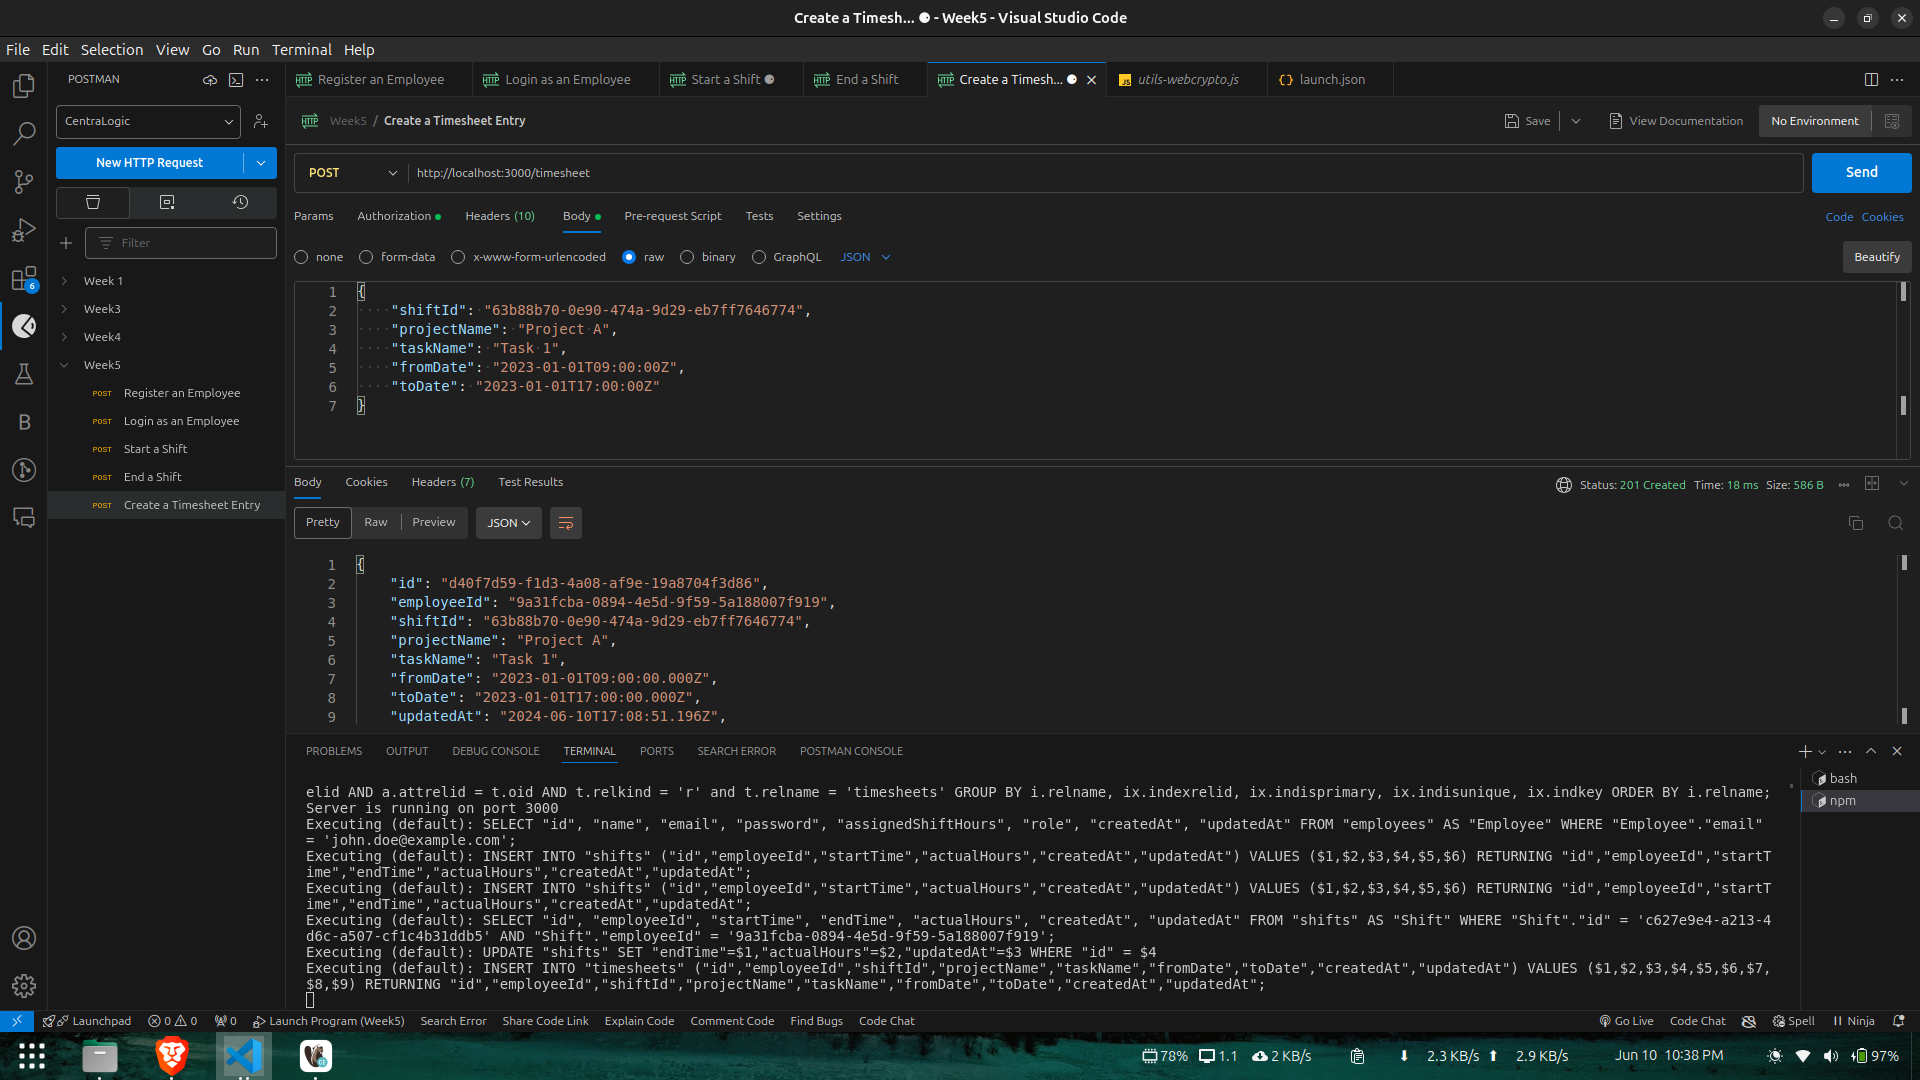 Create a Timesh... ● - Week5 - Visual Studio Code
File Edit Selection View Go Run Terminal Help
POSTMAN
Register an Employee
Login as an Employee
Start a Shift
End a Shift
Create a Timesh...
utils-webcrypto.js
launch.json
CentraLogic
Week5 / Create a Timesheet Entry
Save
View Documentation
No Environment
New HTTP Request
POST
http://localhost:3000/timesheet
Send
Params Authorization Headers (10) Body Pre-request Script Tests Settings
Code Cookies
Filter
none form-data x-www-form-urlencoded raw binary GraphQL JSON
Beautify
Week 1
Week3
Week4
Week5
POST Register an Employee
POST Login as an Employee
POST Start a Shift
POST End a Shift
POST Create a Timesheet Entry
6
1 {
2 "shiftId": "63b88b70-0e90-474a-9d29-eb7ff7646774",
3 "projectName": "Project A",
4 "taskName": "Task 1",
5 "fromDate": "2023-01-01T09:00:00Z",
6 "toDate": "2023-01-01T17:00:00Z"
7 }
Body Cookies Headers (7) Test Results
Status: 201 Created Time: 18 ms Size: 586 B
Pretty Raw Preview JSON
1 {
2 "id": "d40f7d59-f1d3-4a08-af9e-19a8704f3d86",
3 "employeeId": "9a31fcba-0894-4e5d-9f59-5a188007f919",
4 "shiftId": "63b88b70-0e90-474a-9d29-eb7ff7646774",
5 "projectName": "Project A",
6 "taskName": "Task 1",
7 "fromDate": "2023-01-01T09:00:00.000Z",
8 "toDate": "2023-01-01T17:00:00.000Z",
9 "updatedAt": "2024-06-10T17:08:51.196Z",
PROBLEMS OUTPUT DEBUG CONSOLE TERMINAL PORTS SEARCH ERROR POSTMAN CONSOLE
bash
npm
elid AND a.attrelid = t.oid AND t.relkind = 'r' and t.relname = 'timesheets' GROUP BY i.relname, ix.indexrelid, ix.indisprimary, ix.indisunique, ix.indkey ORDER BY i.relname;
Server is running on port 3000
Executing (default): SELECT "id", "name", "email", "password", "assignedShiftHours", "role", "createdAt", "updatedAt" FROM "employees" AS "Employee" WHERE "Employee"."email"
= 'john.doe@example.com';
Executing (default): INSERT INTO "shifts" ("id","employeeId","startTime","actualHours","createdAt","updatedAt") VALUES ($1,$2,$3,$4,$5,$6) RETURNING "id","employeeId","startT
ime","endTime","actualHours","createdAt","updatedAt";
Executing (default): INSERT INTO "shifts" ("id","employeeId","startTime","actualHours","createdAt","updatedAt") VALUES ($1,$2,$3,$4,$5,$6) RETURNING "id","employeeId","startT
ime","endTime","actualHours","createdAt","updatedAt";
Executing (default): SELECT "id", "employeeId", "startTime", "endTime", "actualHours", "createdAt", "updatedAt" FROM "shifts" AS "Shift" WHERE "Shift"."id" = 'c627e9e4-a213-4
d6c-a507-cf1c4b31ddb5' AND "Shift"."employeeId" = '9a31fcba-0894-4e5d-9f59-5a188007f919';
Executing (default): UPDATE "shifts" SET "endTime"=$1,"actualHours"=$2,"updatedAt"=$3 WHERE "id" = $4
Executing (default): INSERT INTO "timesheets" ("id","employeeId","shiftId","projectName","taskName","fromDate","toDate","createdAt","updatedAt") VALUES ($1,$2,$3,$4,$5,$6,$7,
$8,$9) RETURNING "id","employeeId","shiftId","projectName","taskName","fromDate","toDate","createdAt","updatedAt";
Launchpad 0 0 0 Launch Program (Week5) Search Error Share Code Link Explain Code Comment Code Find Bugs Code Chat
Go Live Code Chat Spell Ninja
78% 1.1 2 KB/s 2.3 KB/s 2.9 KB/s Jun 10 10:38 PM 97%